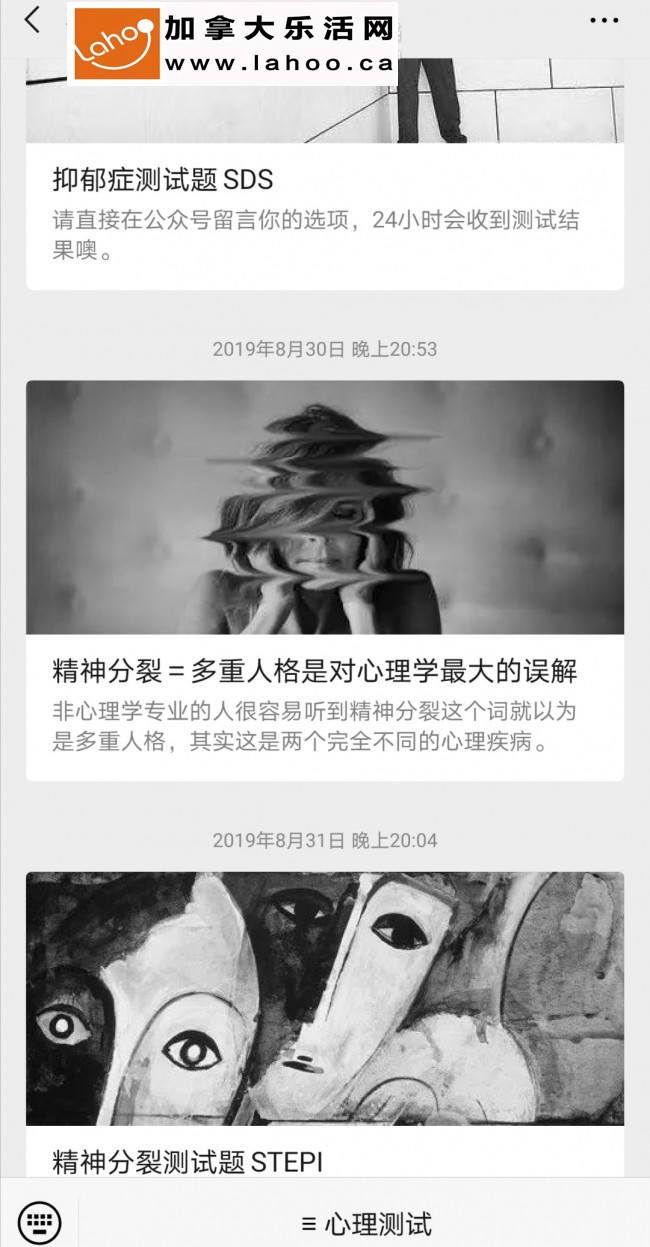 Lahoo
加拿大乐活网
www.lahoo.ca
抑郁症测试题 SDS
请直接在公众号留言你的选项，24小时会收到测试结
果噢。
2019年8月30日 晚上20:53
精神分裂 = 多重人格是对心理学最大的误解
非心理学专业的人很容易听到精神分裂这个词就以为
是多重人格，其实这是两个完全不同的心理疾病。
2019年8月31日 晚上20:04
精神分裂测试题 STEPI
心理测试